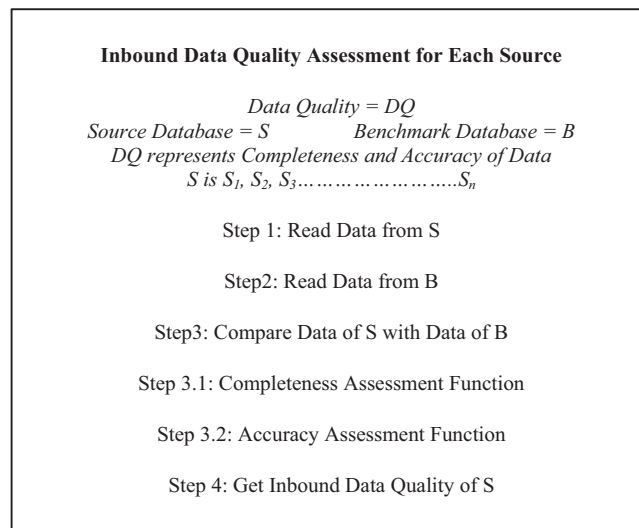 Inbound Data Quality Assessment for Each Source
Data Quality = DQ
Source Database = S Benchmark Database = B
DQ represents Completeness and Accuracy of Data
S is S₁, S₂, S₃……………………..Sₙ
Step 1: Read Data from S
Step2: Read Data from B
Step3: Compare Data of S with Data of B
Step 3.1: Completeness Assessment Function
Step 3.2: Accuracy Assessment Function
Step 4: Get Inbound Data Quality of S